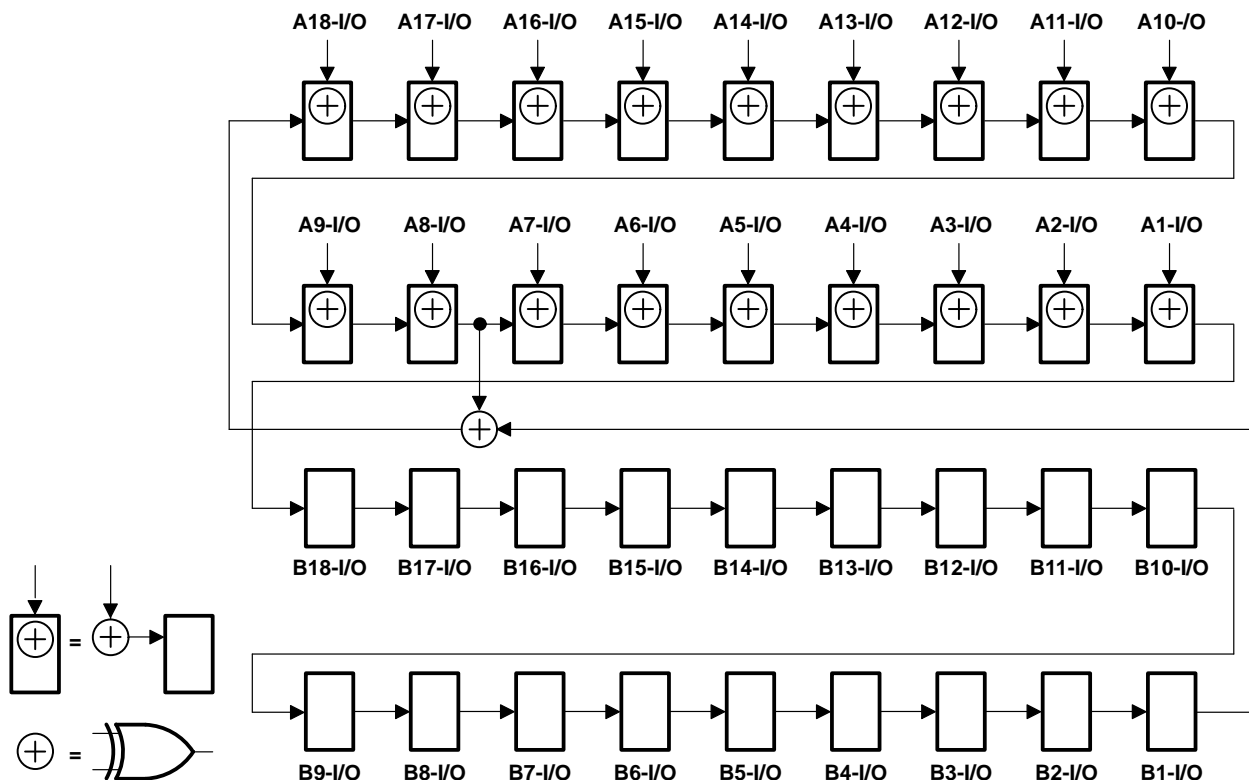 A18-I/O A17-I/O A16-I/O A15-I/O A14-I/O A13-I/O A12-I/O A11-I/O A10-/O
A9-I/O A8-I/O A7-I/O A6-I/O A5-I/O A4-I/O A3-I/O A2-I/O A1-I/O
B18-I/O B17-I/O B16-I/O B15-I/O B14-I/O B13-I/O B12-I/O B11-I/O B10-I/O
=
=
B9-I/O B8-I/O B7-I/O B6-I/O B5-I/O B4-I/O B3-I/O B2-I/O B1-I/O